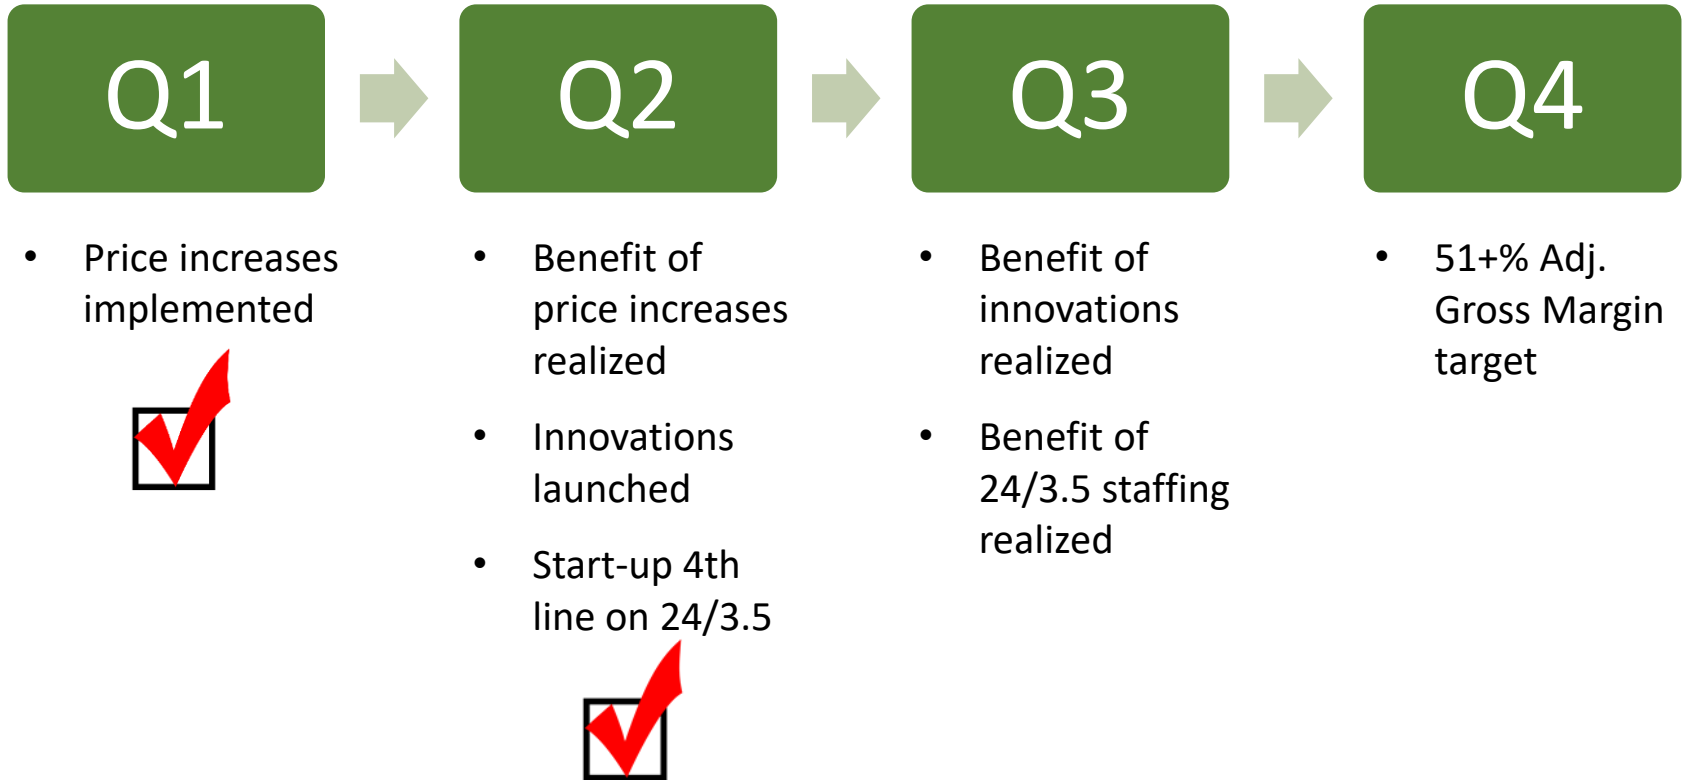 Q1
Q2
Q3
Q4
• Price increases
implemented
• Benefit of
price increases
realized
• Innovations
launched
• Start-up 4th
line on 24/3.5
• Benefit of
innovations
realized
• Benefit of
24/3.5 staffing
realized
• 51+% Adj.
Gross Margin
target